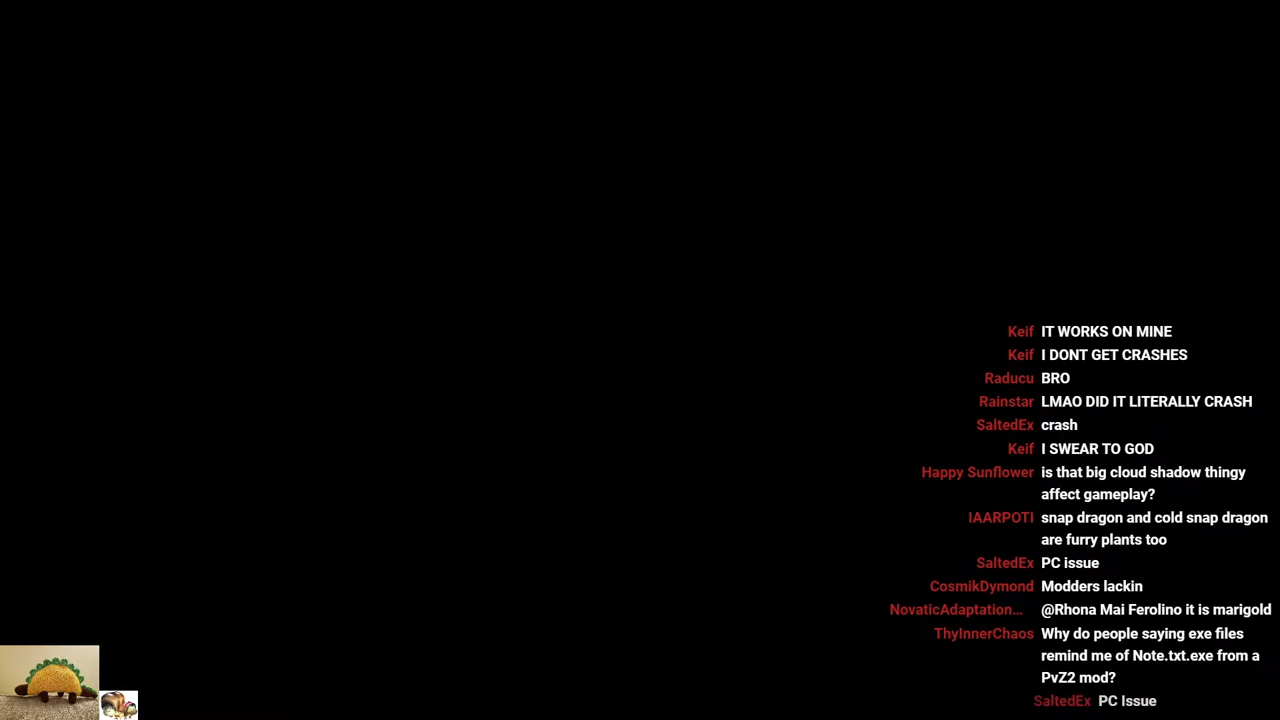 Keif IT WORKS ON MINE
Keif I DONT GET CRASHES
Raducu BRO
Rainstar LMAO DID IT LITERALLY CRASH
SaltedEx crash
Keif I SWEAR TO GOD
Happy Sunflower is that big cloud shadow thingy
affect gameplay?
IAARPOTI snap dragon and cold snap dragon
are furry plants too
SaltedEx PC issue
CosmikDymond Modders lackin
NovaticAdaptation... @Rhona Mai Ferolino it is marigold
ThyInnerChaos Why do people saying exe files
remind me of Note.txt.exe from a
PvZ2 mod?
SaltedEx PC Issue